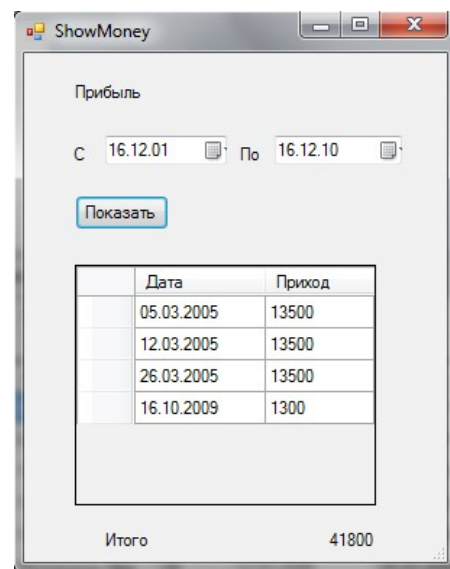 ShowMoney
Прибыль
С 16.12.01 По 16.12.10
Показать
Дата Приход
05.03.2005 13500
12.03.2005 13500
26.03.2005 13500
16.10.2009 1300
Итого 41800